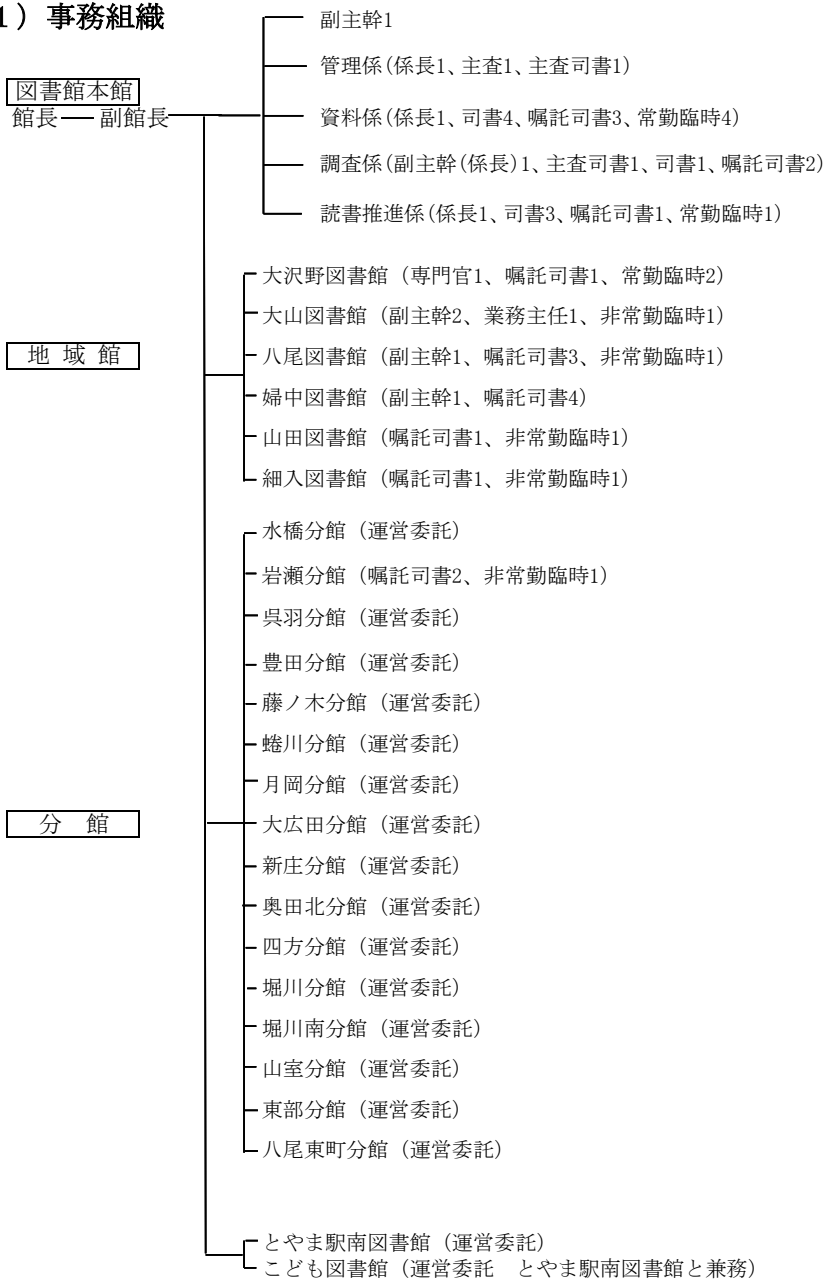 1) 事務組織
副主幹1
管理係(係長1、主査1、主査司書1)
図書館本館
館長 副館長
資料係(係長1、司書4、嘱託司書3、常勤臨時4)
調査係(副主幹(係長)1、主査司書1、司書1、嘱託司書2)
読書推進係(係長1、司書3、嘱託司書1、常勤臨時1)
大沢野図書館 (専門官1、嘱託司書1、常勤臨時2)
大山図書館 (副主幹2、業務主任1、非常勤臨時1)
地 域 館
八尾図書館 (副主幹1、嘱託司書3、非常勤臨時1)
婦中図書館 (副主幹1、嘱託司書4)
山田図書館 (嘱託司書1、非常勤臨時1)
細入図書館 (嘱託司書1、非常勤臨時1)
水橋分館 (運営委託)
岩瀬分館 (嘱託司書2、非常勤臨時1)
呉羽分館 (運営委託)
豊田分館 (運営委託)
藤ノ木分館 (運営委託)
蜷川分館 (運営委託)
月岡分館 (運営委託)
分 館
大広田分館 (運営委託)
新庄分館 (運営委託)
奥田北分館 (運営委託)
四方分館 (運営委託)
堀川分館 (運営委託)
堀川南分館 (運営委託)
山室分館 (運営委託)
東部分館 (運営委託)
八尾東町分館 (運営委託)
とやま駅南図書館 (運営委託)
こども図書館 (運営委託 とやま駅南図書館と兼務)